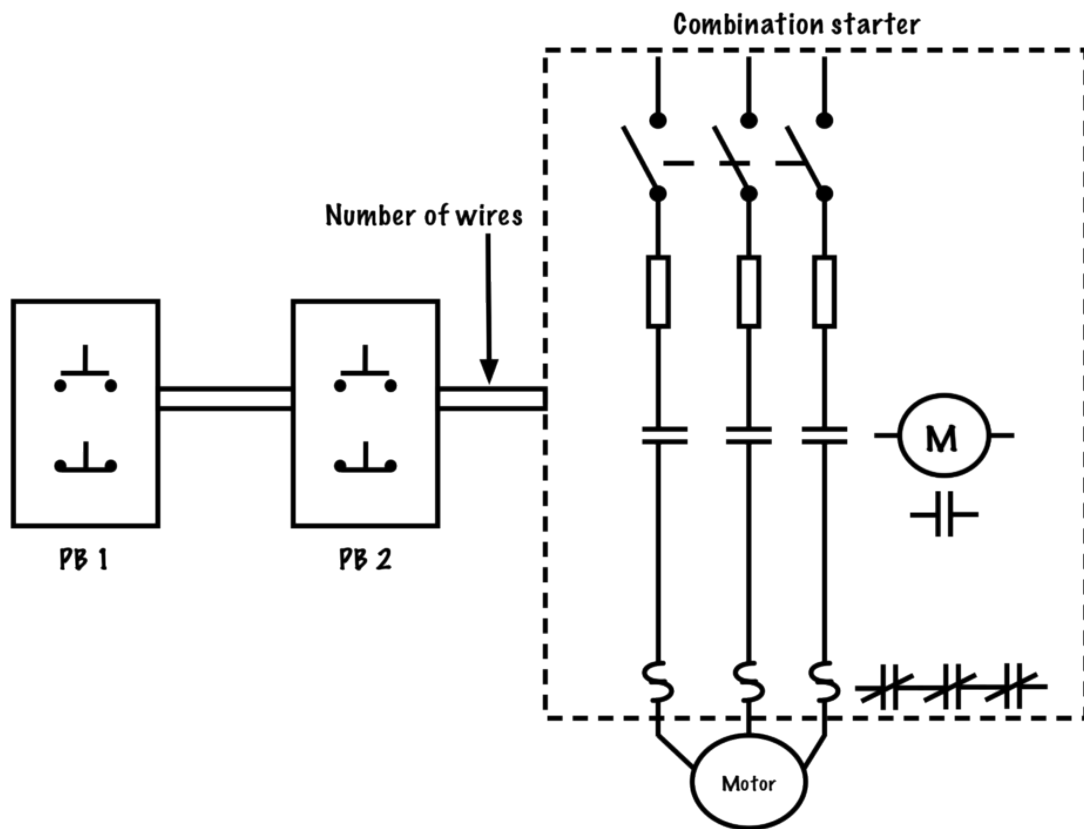 Combination starter
Number of wires
M
PB 1
PB 2
Motor